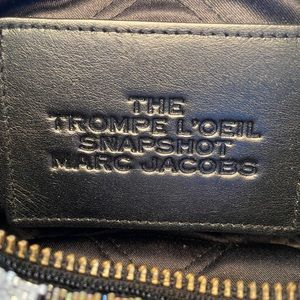 THE
TROMPE L'OEIL
SNAPSHOT
MARC JACOBS